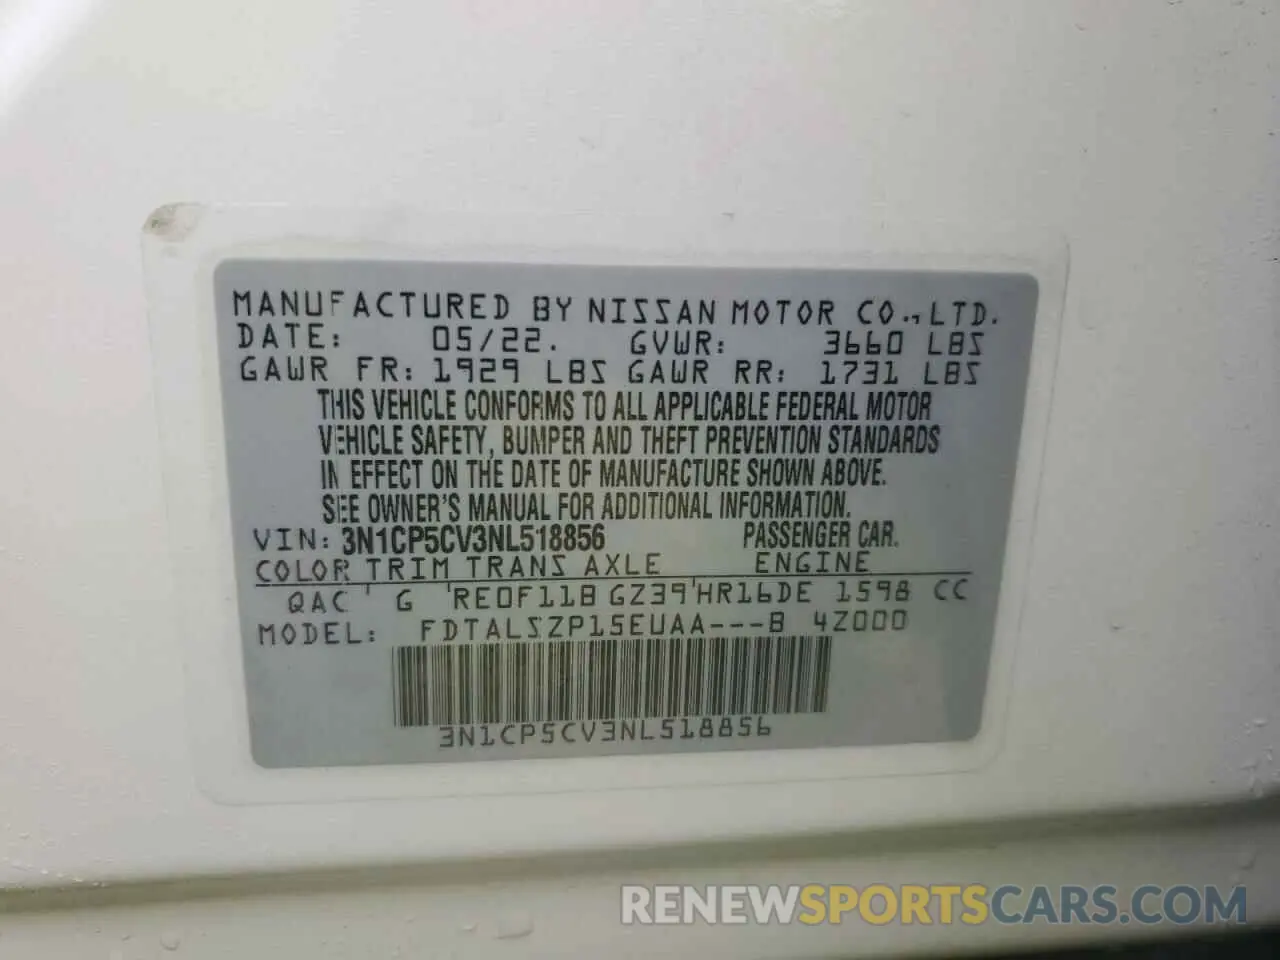 MANUFACTURED BY NISSAN MOTOR CO., LTD.
DATE: 05/22. GVWR: 3660 LBS
GAWR FR: 1929 LBS GAWR RR: 1731 LBS
THIS VEHICLE CONFORMS TO ALL APPLICABLE FEDERAL MOTOR
VEHICLE SAFETY, BUMPER AND THEFT PREVENTION STANDARDS
IN EFFECT ON THE DATE OF MANUFACTURE SHOWN ABOVE.
SEE OWNER'S MANUAL FOR ADDITIONAL INFORMATION.
VIN: 3N1CP5CV3NL518856 PASSENGER CAR.
COLOR TRIM TRANS AXLE ENGINE
QAC G RE0F11B GZ39 HR16DE 1598 CC
MODEL: FDTALSZP15EUAA---B 4Z000
3N1CP5CV3NL518856
RENEWSPORTSCARS.COM